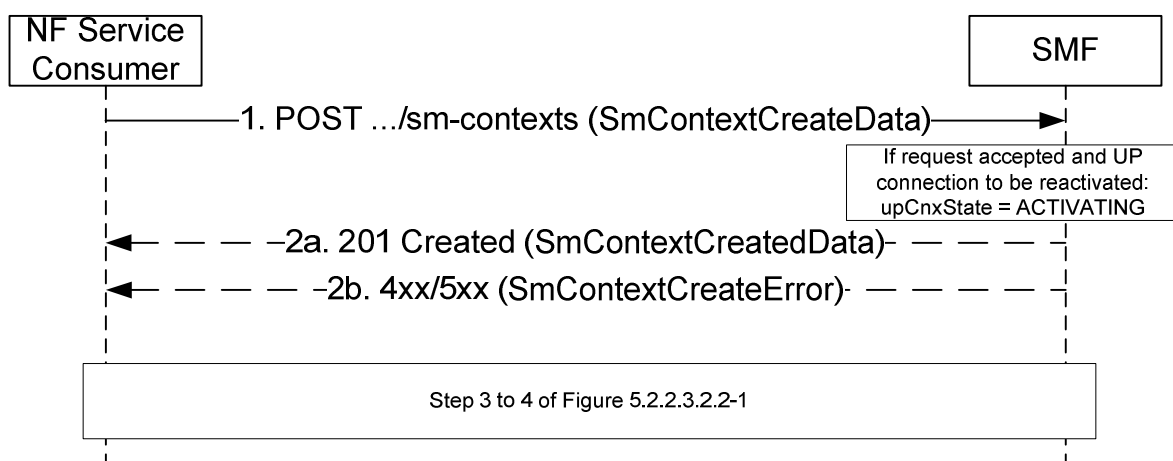 NF Service
Consumer
SMF
1. POST .../sm-contexts (SmContextCreateData)
If request accepted and UP
connection to be reactivated:
upCnxState = ACTIVATING
2a. 201 Created (SmContextCreatedData)
2b. 4xx/5xx (SmContextCreateError)
Step 3 to 4 of Figure 5.2.2.3.2.2-1